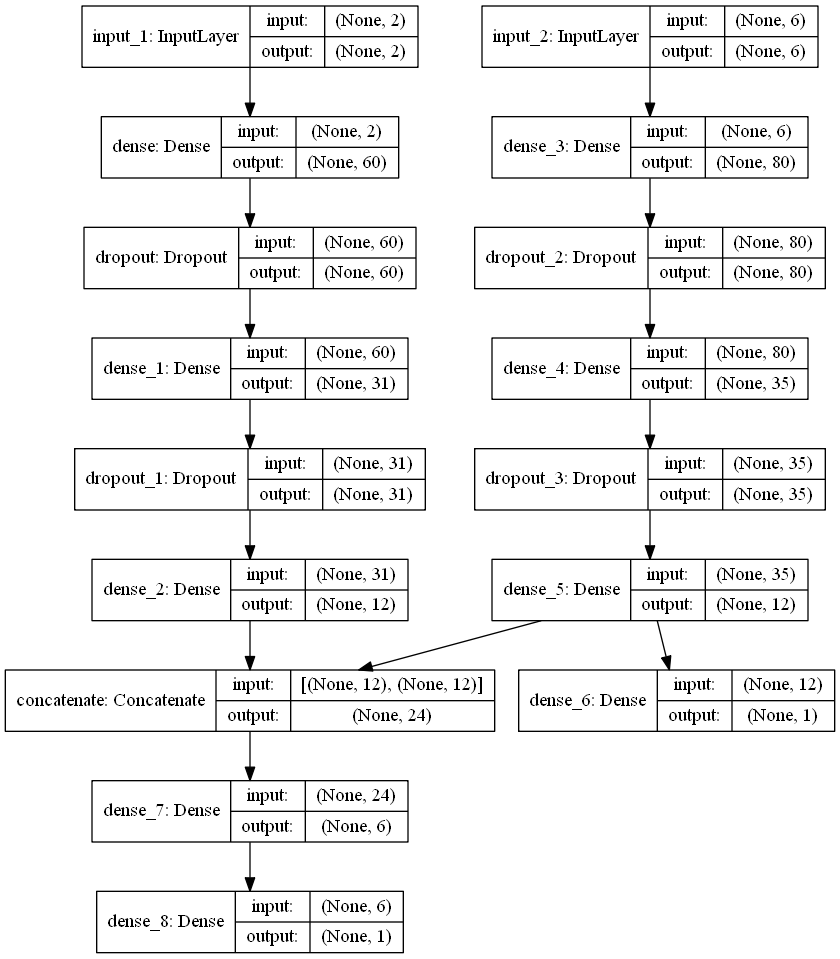 input_1: InputLayer
input: (None, 2)
output: (None, 2)
input_2: InputLayer
input: (None, 6)
output: (None, 6)
dense: Dense
input: (None, 2)
output: (None, 60)
dense_3: Dense
input: (None, 6)
output: (None, 80)
dropout: Dropout
input: (None, 60)
output: (None, 60)
dropout_2: Dropout
input: (None, 80)
output: (None, 80)
dense_1: Dense
input: (None, 60)
output: (None, 31)
dense_4: Dense
input: (None, 80)
output: (None, 35)
dropout_1: Dropout
input: (None, 31)
output: (None, 31)
dropout_3: Dropout
input: (None, 35)
output: (None, 35)
dense_2: Dense
input: (None, 31)
output: (None, 12)
dense_5: Dense
input: (None, 35)
output: (None, 12)
concatenate: Concatenate
input: [(None, 12), (None, 12)]
output: (None, 24)
dense_6: Dense
input: (None, 12)
output: (None, 1)
dense_7: Dense
input: (None, 24)
output: (None, 6)
dense_8: Dense
input: (None, 6)
output: (None, 1)